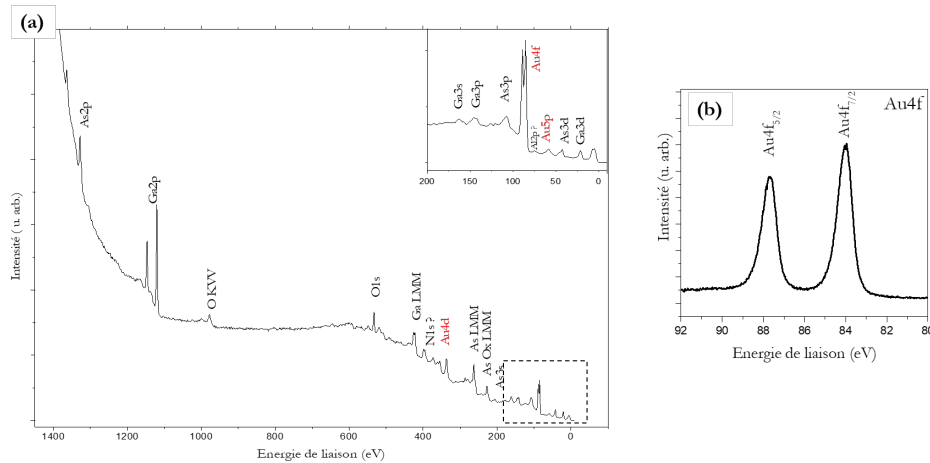 (a)
As2p
Ga2p
O KVV
O1s
Ga LMM
N1s ?
Au4d
As LMM
As Ox LMM
As3s
Ga3s
Ga3p
As3p
Au4f
Al2p ?
Au5p
As3d
Ga3d
200 150 100 50 0
Intensité ( u. arb.)
1400 1200 1000 800 600 400 200 0
Energie de liaison (eV)
(b)
Au4f
Au4f5/2
Au4f7/2
Intensité (u. arb.)
92 90 88 86 84 82 80
Energie de liaison (eV)